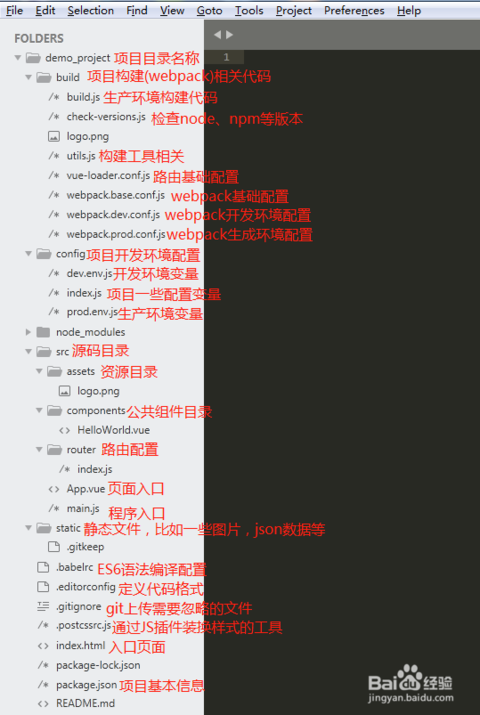 File Edit Selection Find View Goto Tools Project Preferences Help
FOLDERS
demo_project 项目目录名称
1
build 项目构建(webpack)相关代码
/* build.js 生产环境构建代码
/* check-versions.js 检查node、npm等版本
logo.png
/* utils.js 构建工具相关
/* vue-loader.conf.js 路由基础配置
/* webpack.base.conf.js webpack基础配置
/* webpack.dev.conf.js webpack开发环境配置
/* webpack.prod.conf.js webpack生成环境配置
config 项目开发环境配置
/* dev.env.js 开发环境变量
/* index.js 项目一些配置变量
/* prod.env.js 生产环境变量
node_modules
src 源码目录
assets 资源目录
logo.png
components 公共组件目录
<> HelloWorld.vue
router 路由配置
/* index.js
<> App.vue 页面入口
/* main.js 程序入口
static 静态文件，比如一些图片，json数据等
.gitkeep
.babelrc ES6语法编译配置
.editorconfig 定义代码格式
.gitignore git上传需要忽略的文件
/* .postcssrc.js 通过JS插件装换样式的工具
<> index.html 入口页面
/* package-lock.json
/* package.json 项目基本信息
<> README.md
Baidu 经验
jingyan.baidu.com